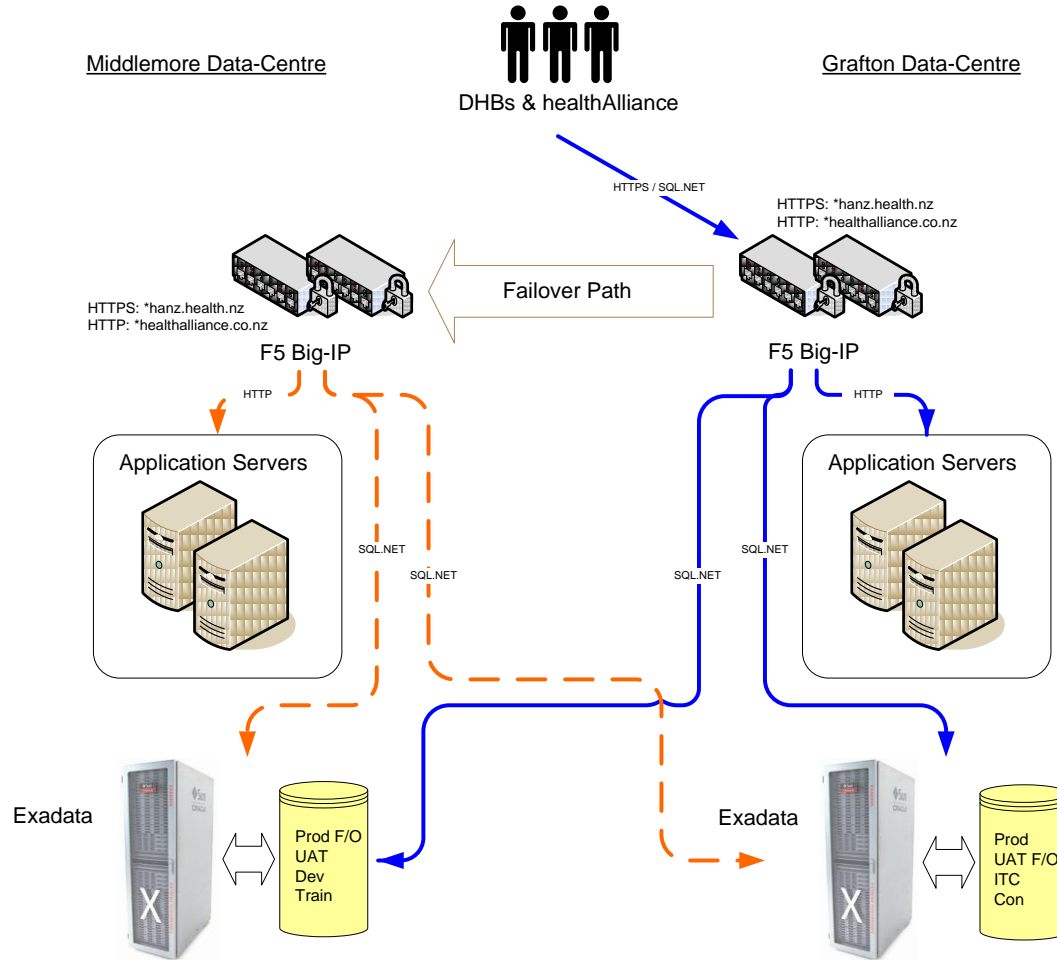 Middlemore Data-Centre
Grafton Data-Centre
DHBs & healthAlliance
HTTPS / SQL.NET
HTTPS: *hanz.health.nz
HTTP: *healthalliance.co.nz
Failover Path
HTTPS: *hanz.health.nz
HTTP: *healthalliance.co.nz
F5 Big-IP
F5 Big-IP
HTTP
HTTP
Application Servers
Application Servers
SQL.NET
SQL.NET
SQL.NET
SQL.NET
Exadata
Sun
X
Prod F/O
UAT
Dev
Train
Exadata
Sun
X
Prod
UAT F/O
ITC
Con